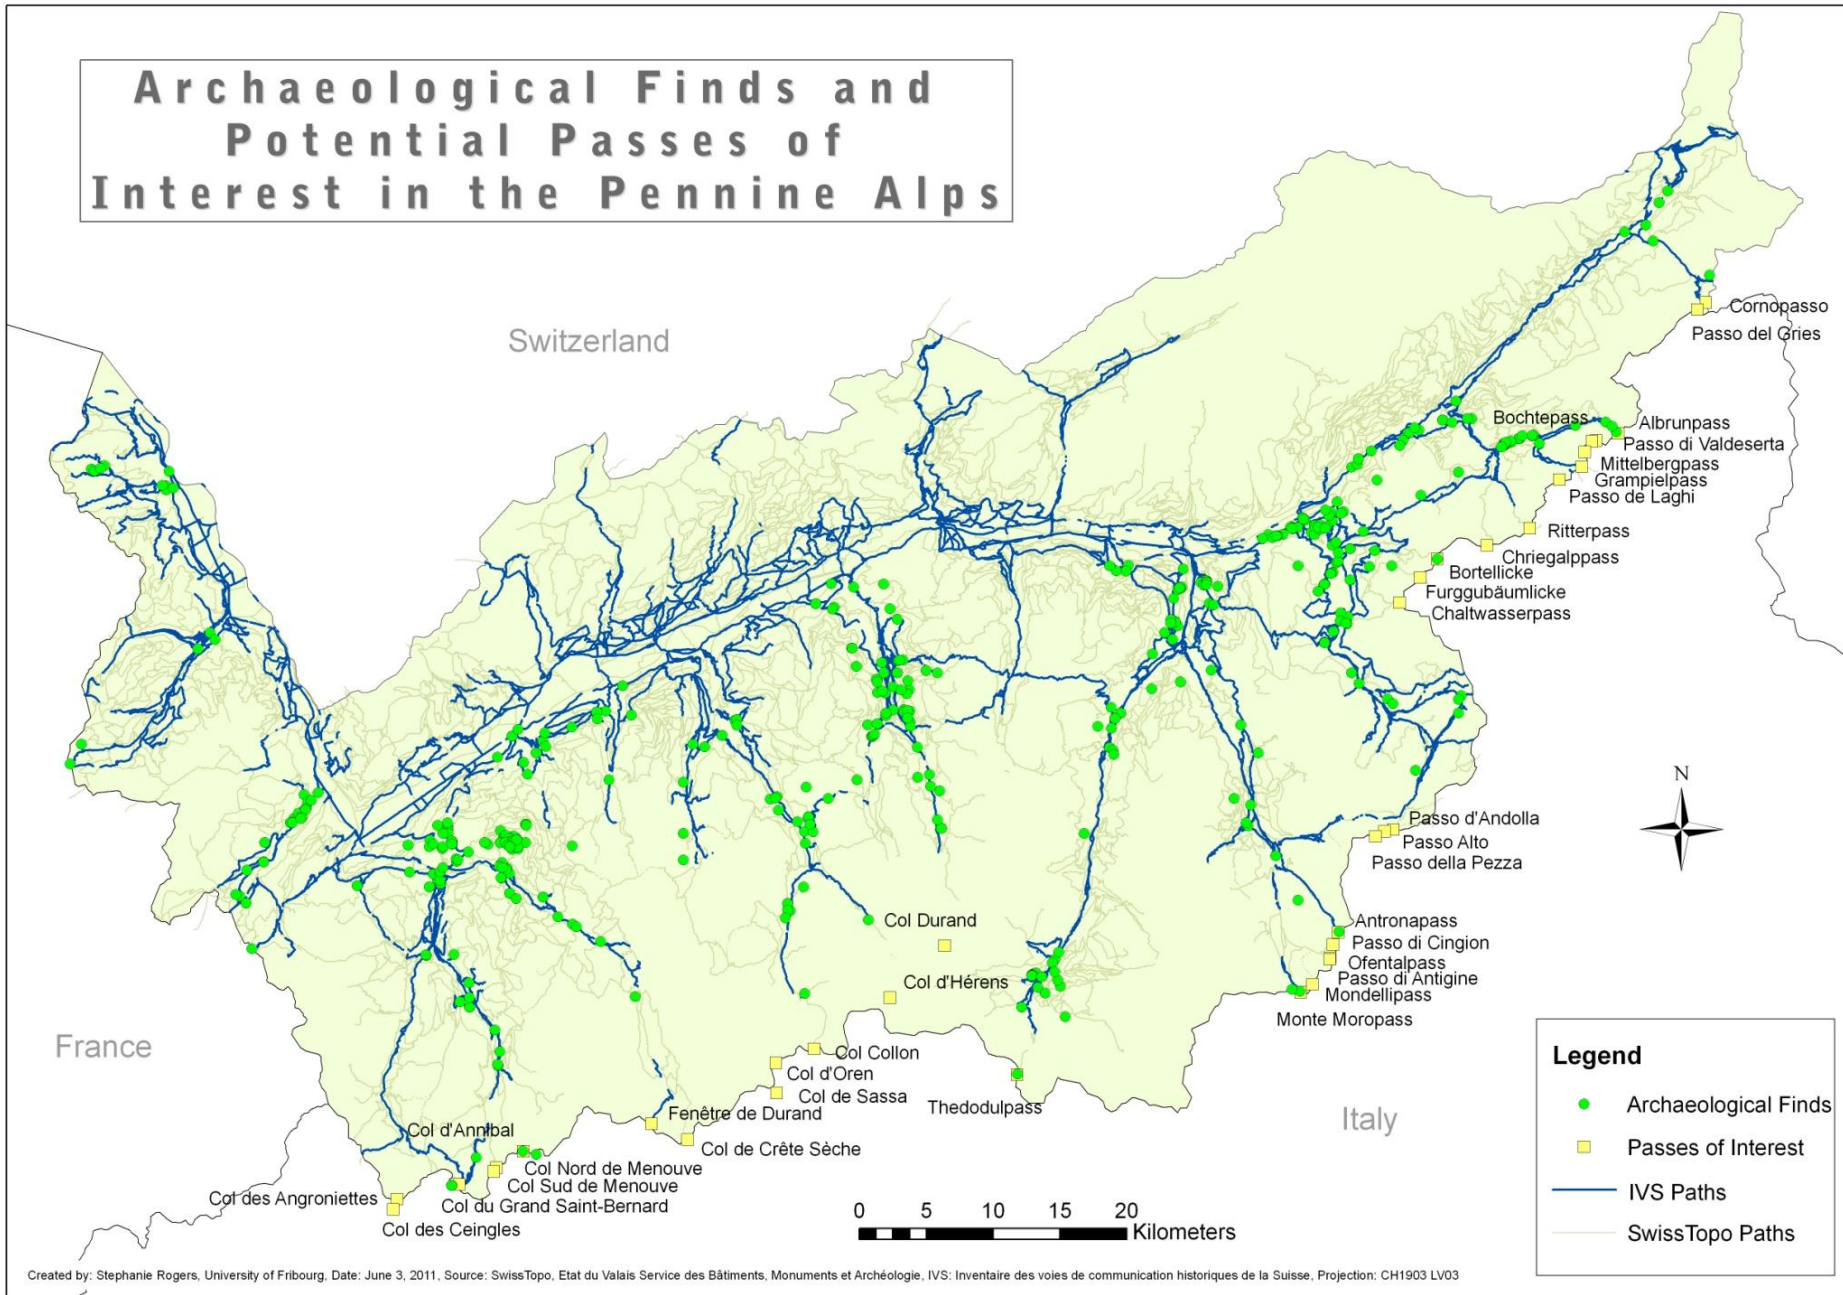 Archaeological Finds and
Potential Passes of
Interest in the Pennine Alps
Switzerland
Cornopasso
Passo del Gries
Bochtepass
Albrunpass
Passo di Valdeserta
Mittelbergpass
Grampielpass
Passo de Laghi
Ritterpass
Chriegalppass
Bortellicke
Furggubäumlicke
Chaltwasserpass
N
Passo d'Andolla
Passo Alto
Passo della Pezza
Col Durand
Antronapass
Passo di Cingion
Ofentalpass
Passo di Antigine
Mondellipass
Monte Moropass
Col d'Hérens
France
Col Collon
Col d'Oren
Col de Sassa
Thedodulpass
Italy
Fenêtre de Durand
Col d'Annibal
Col de Crête Sèche
Col Nord de Menouve
Col Sud de Menouve
Col des Angroniettes
Col du Grand Saint-Bernard
Col des Ceingles
0 5 10 15 20
Kilometers
Legend
Archaeological Finds
Passes of Interest
IVS Paths
SwissTopo Paths
Created by: Stephanie Rogers, University of Fribourg, Date: June 3, 2011, Source: SwissTopo, Etat du Valais Service des Bâtiments, Monuments et Archéologie, IVS: Inventaire des voies de communication historiques de la Suisse, Projection: CH1903 LV03